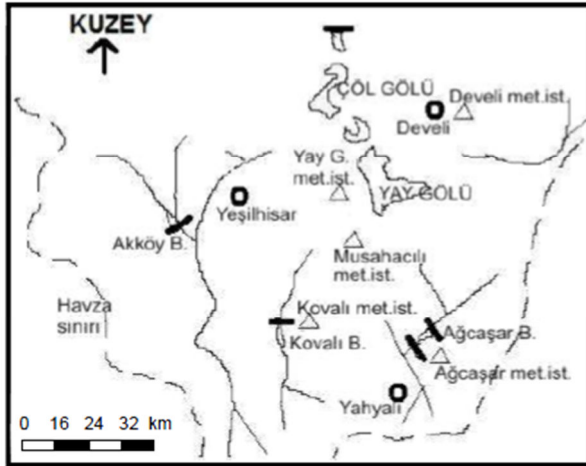 KUZEY
ÇÖL GÖLÜ
Develi met.ist.
Develi
Yay G.
met.ist.
YAY GÖLÜ
Yeşilhisar
Akköy B.
Musahacılı
met.ist.
Havza
sınırı
Kovalı met.ist.
Kovalı B.
Ağcaşar B.
Ağcaşar met.ist.
Yahyalı
0 16 24 32 km